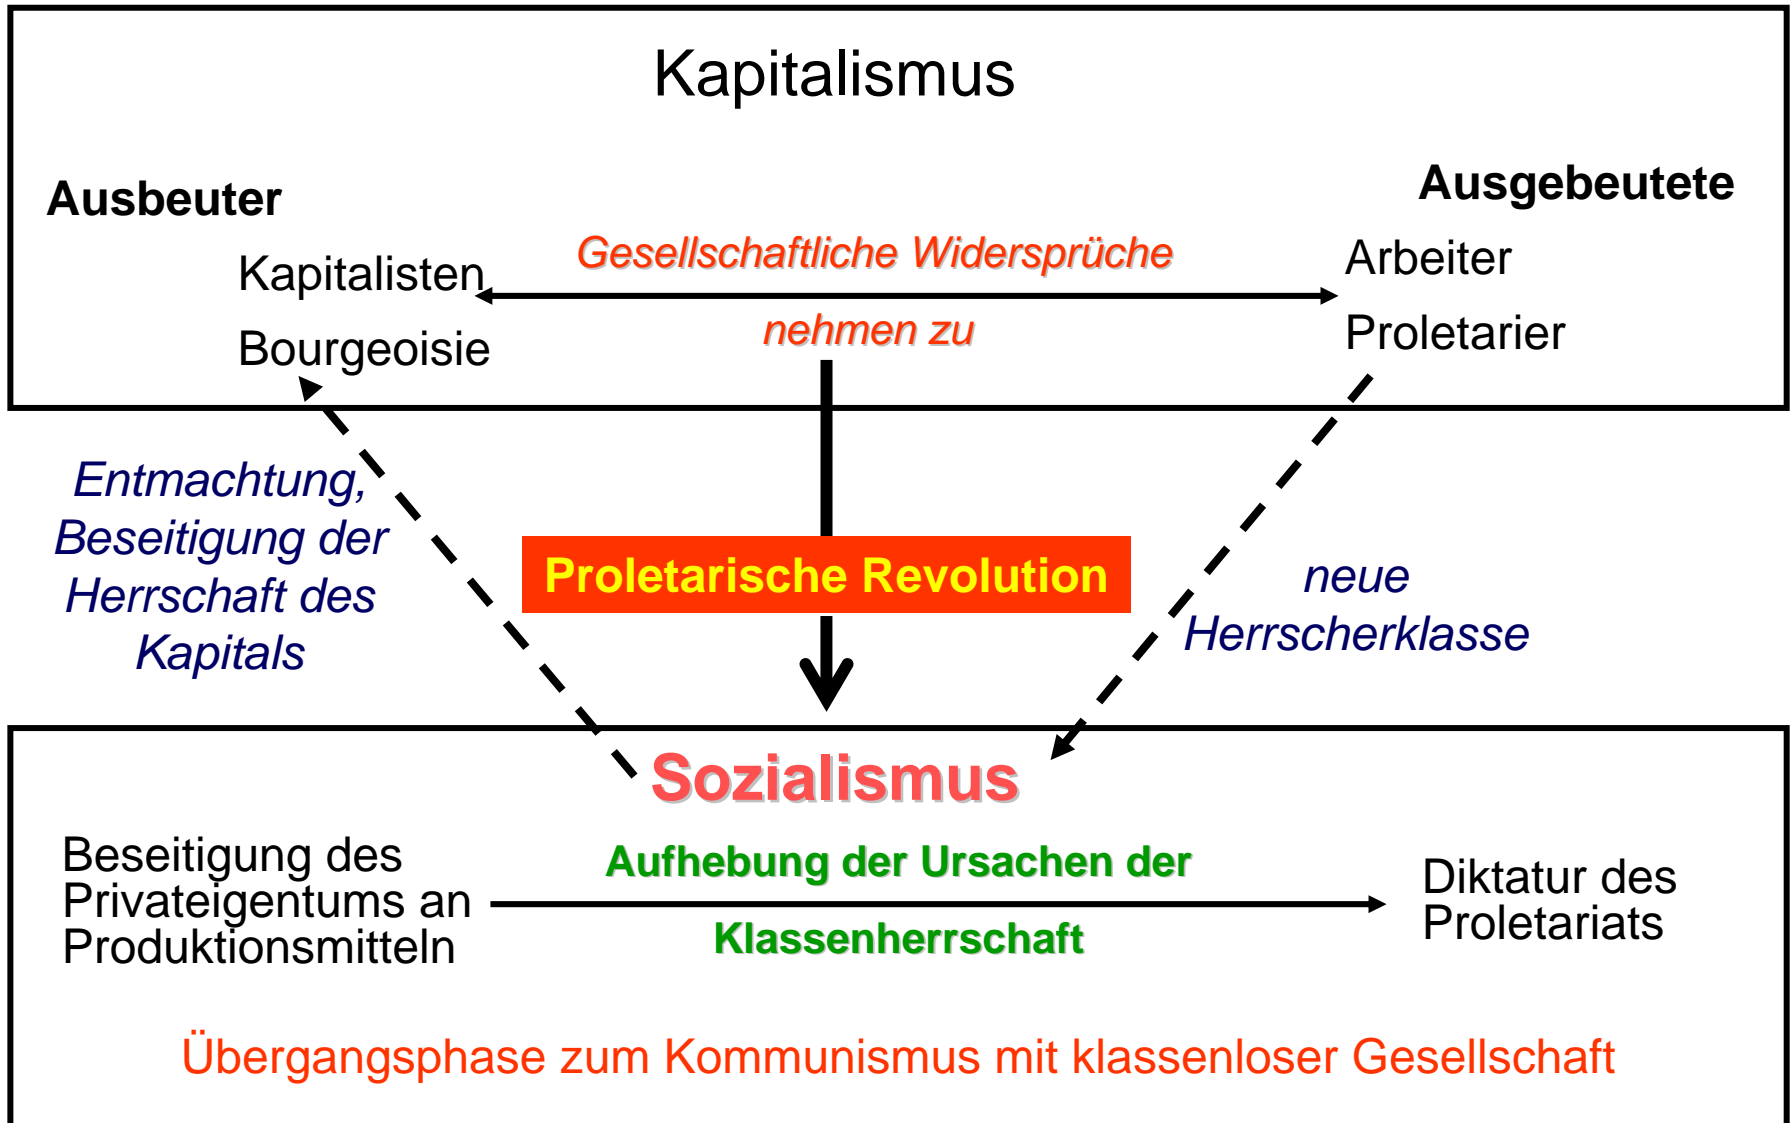 Kapitalismus
Ausbeuter
Ausgebeutete
Kapitalisten
Bourgeoisie
Gesellschaftliche Widersprüche
nehmen zu
Arbeiter
Proletarier
Entmachtung,
Beseitigung der
Herrschaft des
Kapitals
Proletarische Revolution
neue
Herrscherklasse
Sozialismus
Beseitigung des
Privateigentums an
Produktionsmitteln
Aufhebung der Ursachen der
Klassenherrschaft
Diktatur des
Proletariats
Übergangsphase zum Kommunismus mit klassenloser Gesellschaft